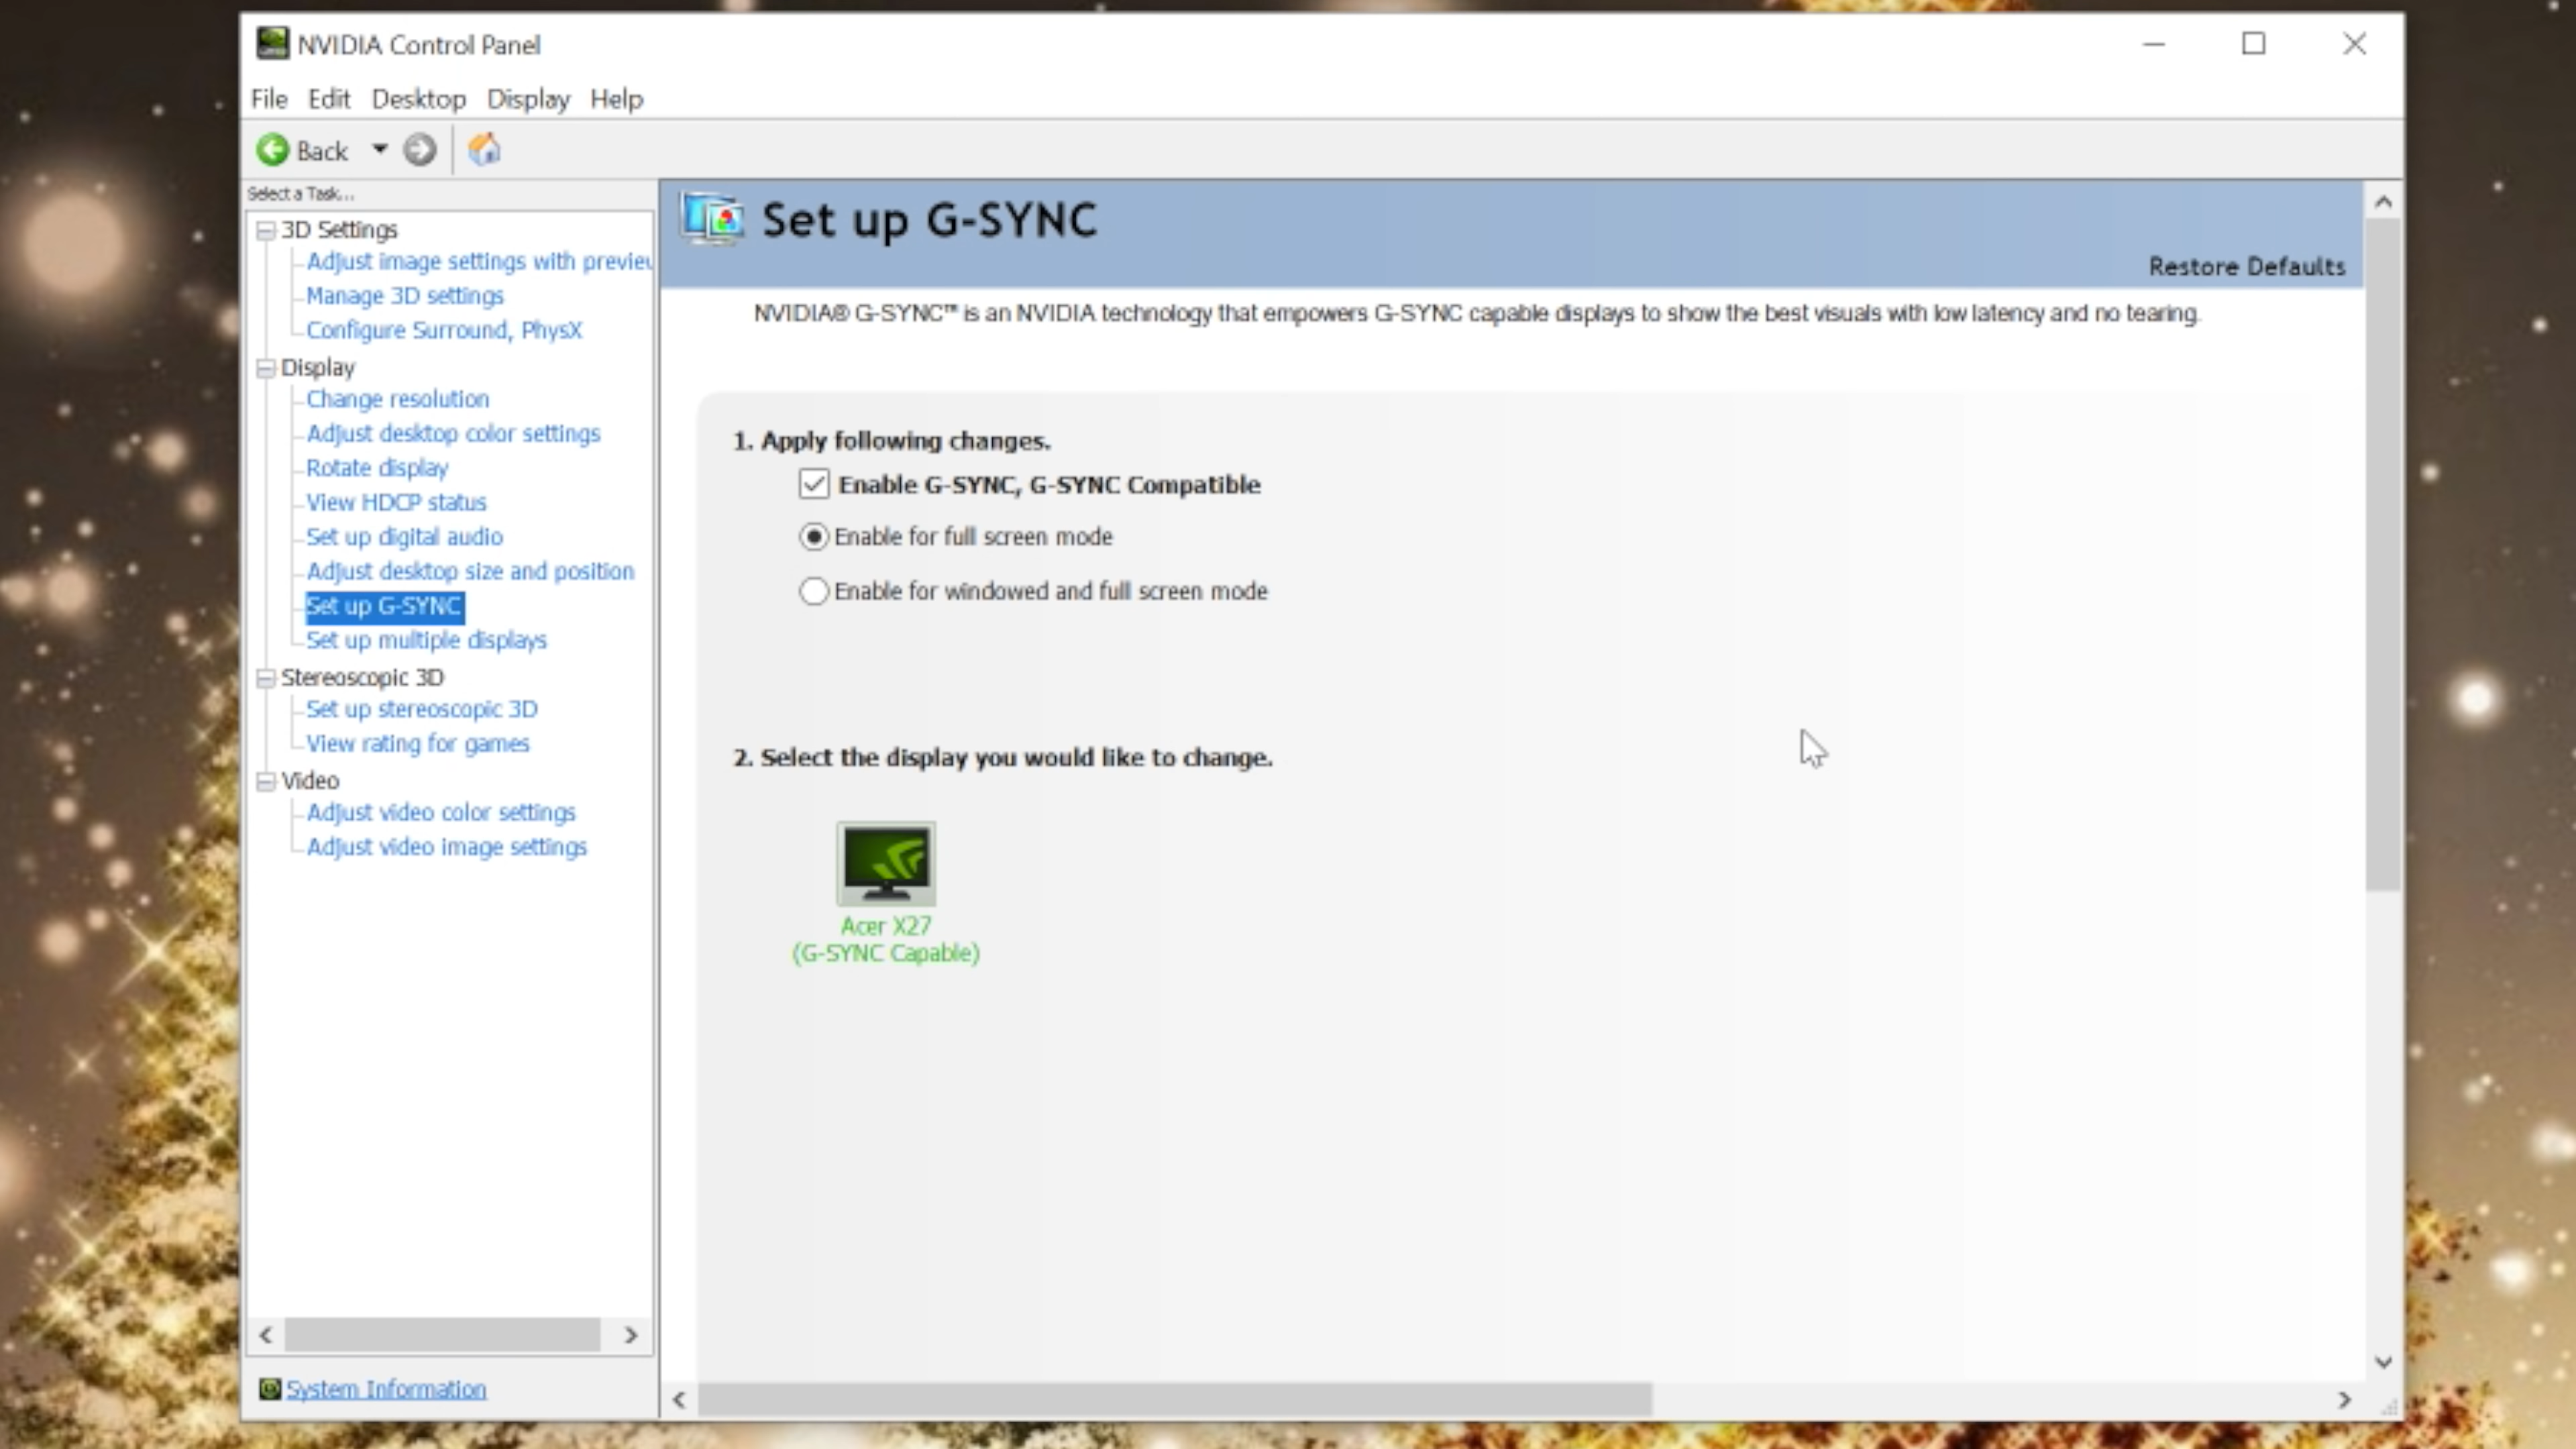 NVIDIA Control Panel
File Edit Desktop Display Help
Back
Select a Task...
3D Settings
Adjust image settings with preview
Manage 3D settings
Configure Surround, PhysX
Display
Change resolution
Adjust desktop color settings
Rotate display
View HDCP status
Set up digital audio
Adjust desktop size and position
Set up G-SYNC
Set up multiple displays
Stereoscopic 3D
Set up stereoscopic 3D
View rating for games
Video
Adjust video color settings
Adjust video image settings
System Information
Set up G-SYNC
Restore Defaults
NVIDIA® G-SYNC™ is an NVIDIA technology that empowers G-SYNC capable displays to show the best visuals with low latency and no tearing.
1. Apply following changes.
Enable G-SYNC, G-SYNC Compatible
Enable for full screen mode
Enable for windowed and full screen mode
2. Select the display you would like to change.
Acer X27
(G-SYNC Capable)